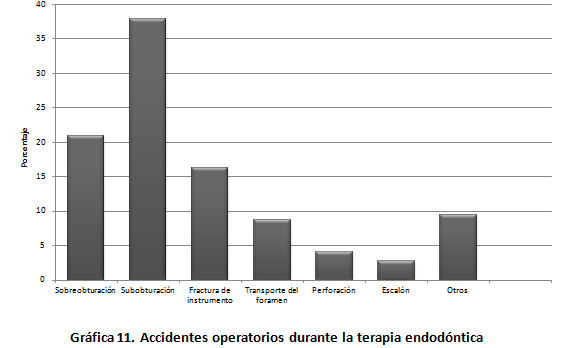 40
35
30
25
20
15
10
5
0
Porcentaje
Sobreobturación Subobturación Fractura de Transporte del Perforación Escalón Otros
instrumento foramen
Gráfica 11. Accidentes operatorios durante la terapia endodóntica